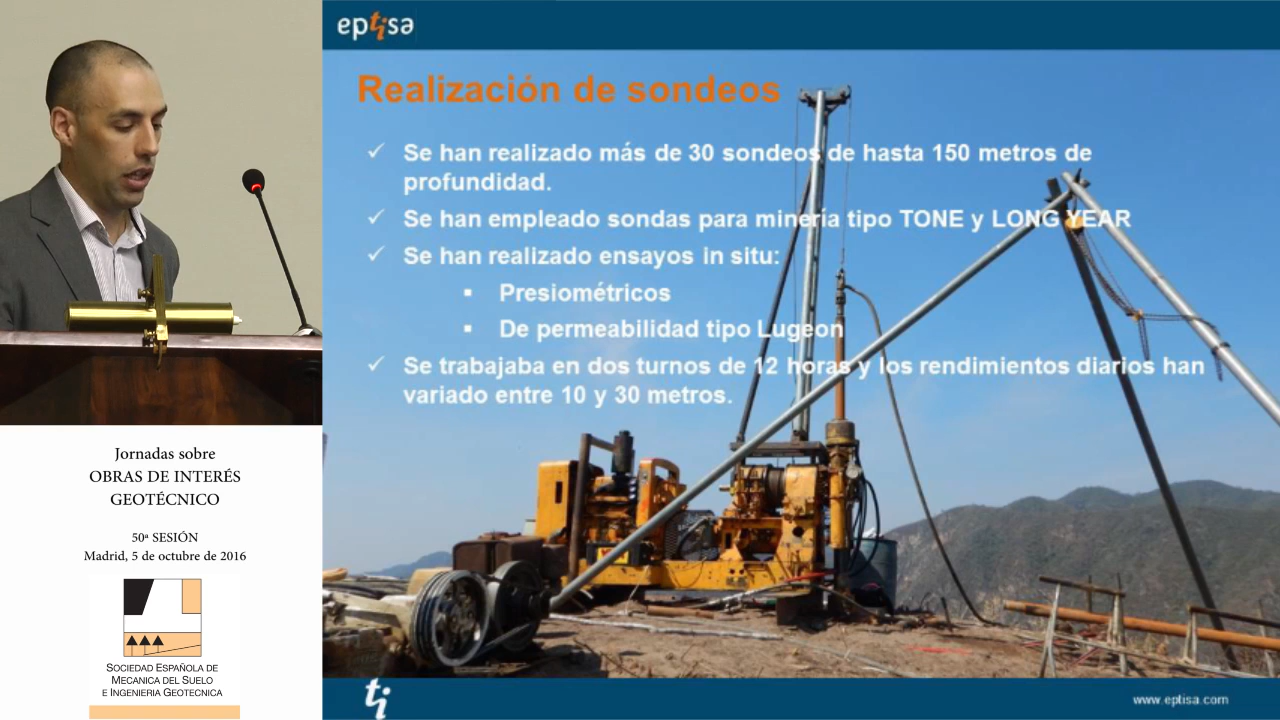 eptisa
Realización de sondeos
✓ Se han realizado más de 30 sondeos de hasta 150 metros de
profundidad.
✓ Se han empleado sondas para minería tipo TONE y LONG YEAR
✓ Se han realizado ensayos in situ:
▪ Presiométricos
▪ De permeabilidad tipo Lugeon
✓ Se trabajaba en dos turnos de 12 horas y los rendimientos diarios han
variado entre 10 y 30 metros.
ti
www.eptisa.com
Jornadas sobre
OBRAS DE INTERÉS
GEOTÉCNICO
50ª SESIÓN
Madrid, 5 de octubre de 2016
SOCIEDAD ESPAÑOLA DE
MECANICA DEL SUELO
E INGENIERIA GEOTECNICA